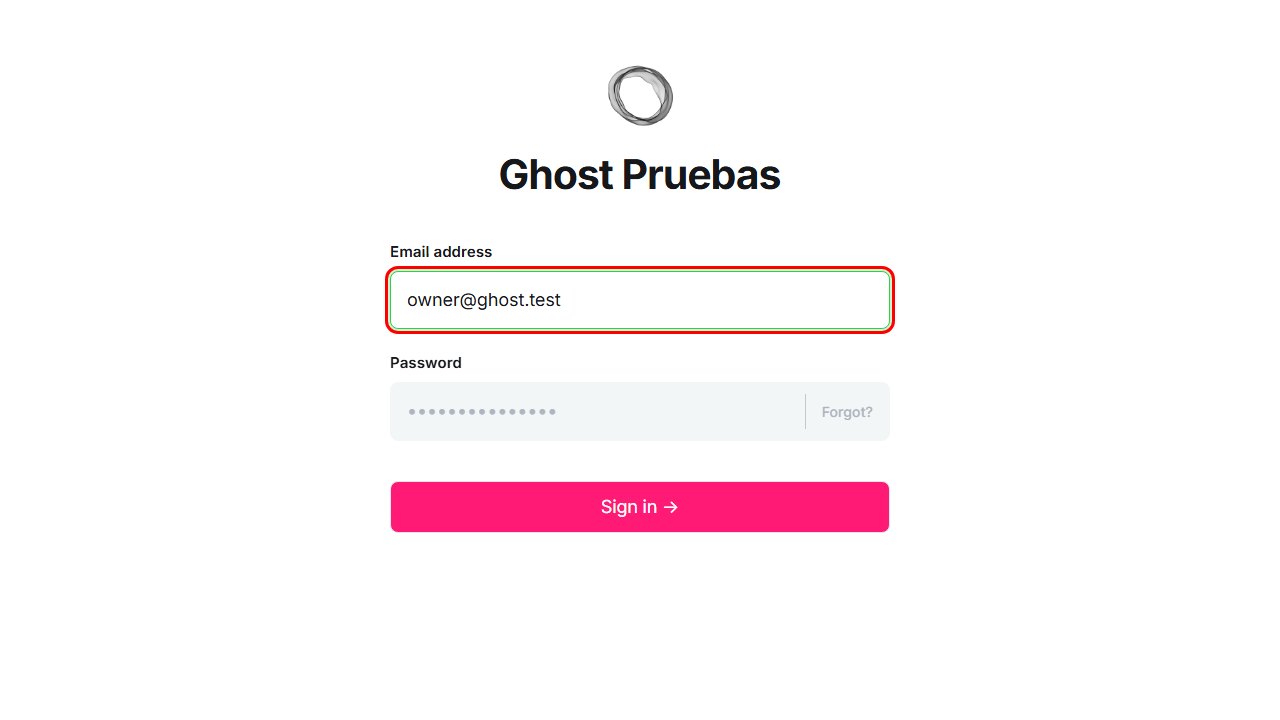 Ghost Pruebas
Email address
owner@ghost.test
Password
•••••••••••••••
Forgot?
Sign in →